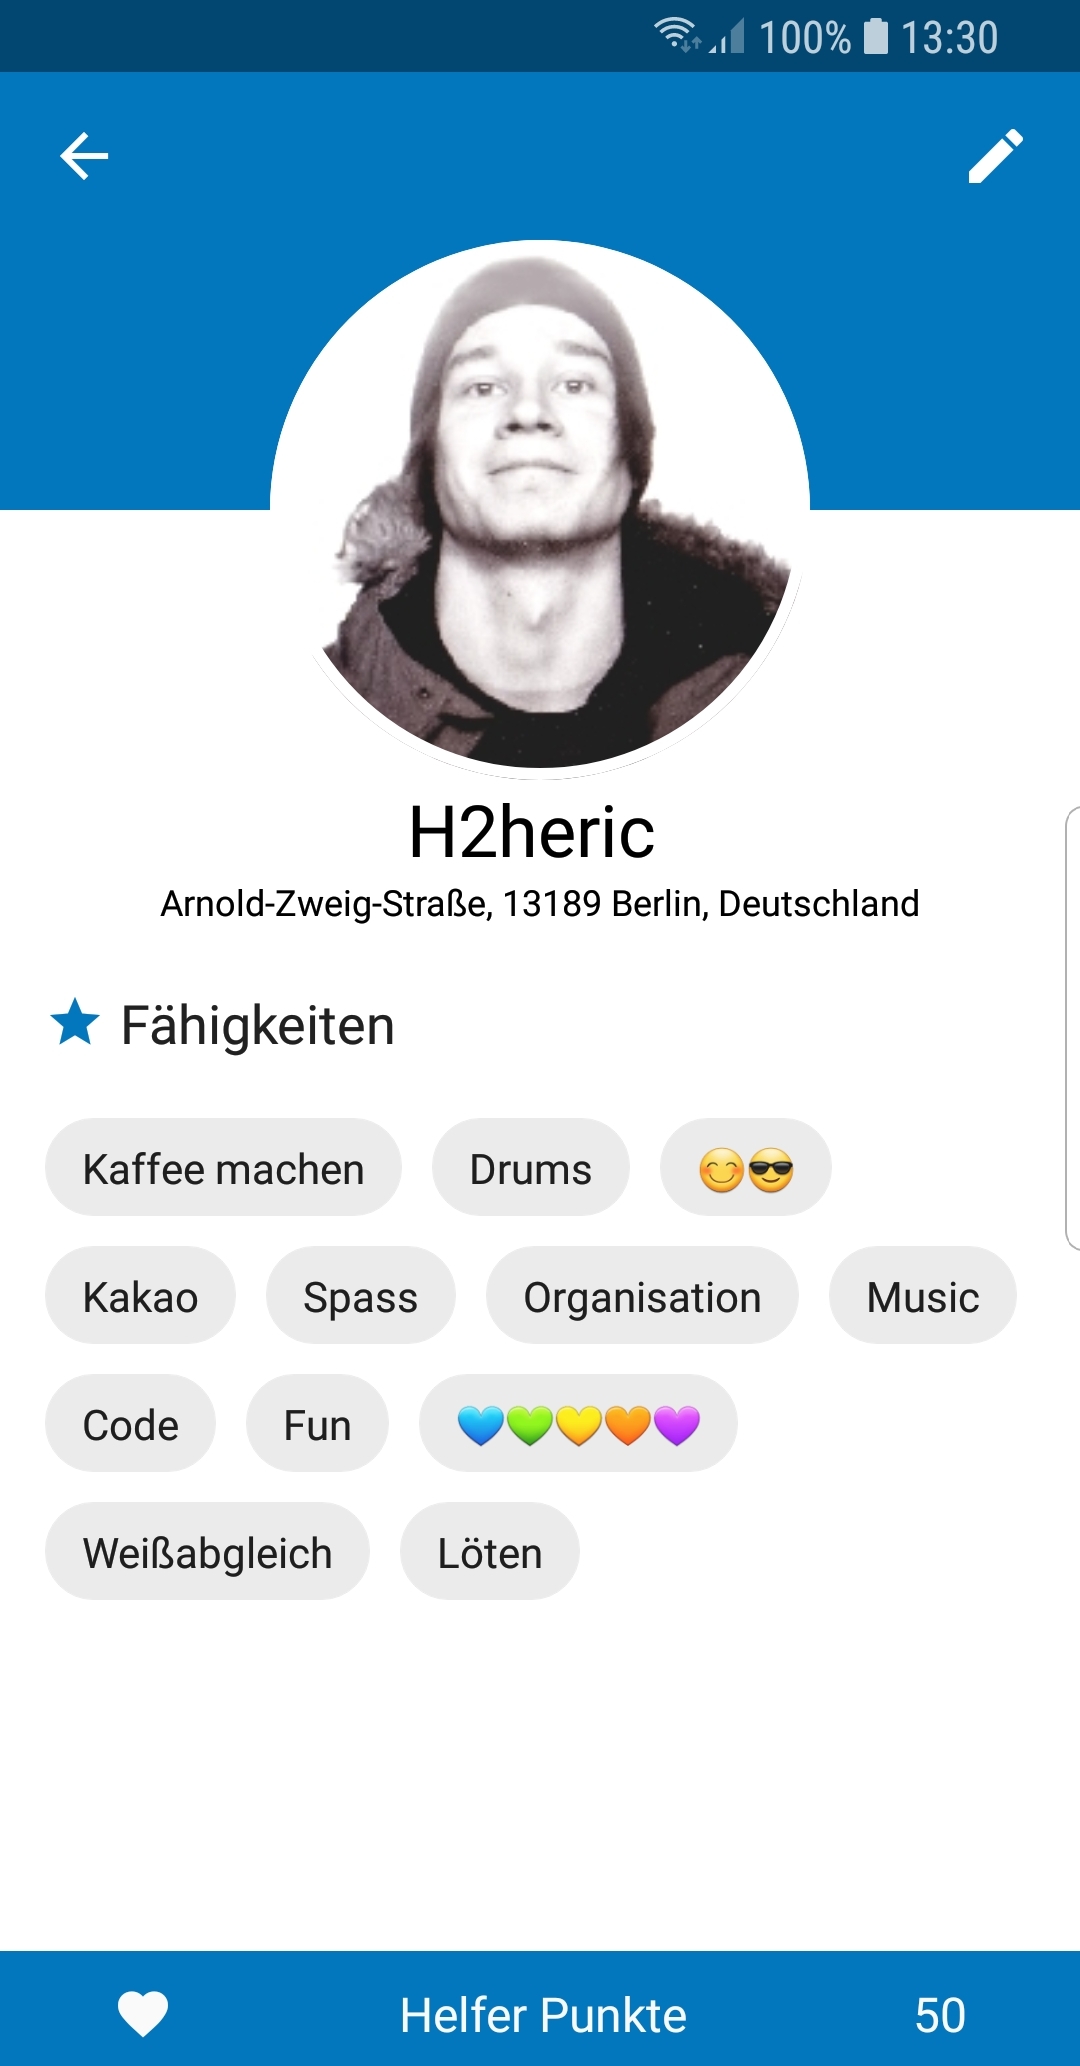 100% 13:30
H2heric
Arnold-Zweig-Straße, 13189 Berlin, Deutschland
Fähigkeiten
Kaffee machen Drums 😊😎
Kakao Spass Organisation Music
Code Fun 💙💚💛🧡💜
Weißabgleich Löten
Helfer Punkte 50